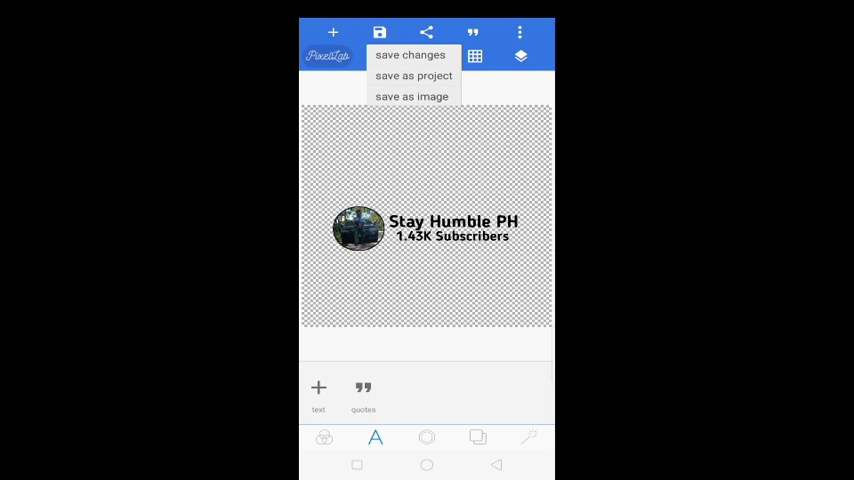 PixelLab
save changes
save as project
save as image
Stay Humble PH
1.43K Subscribers
text
quotes